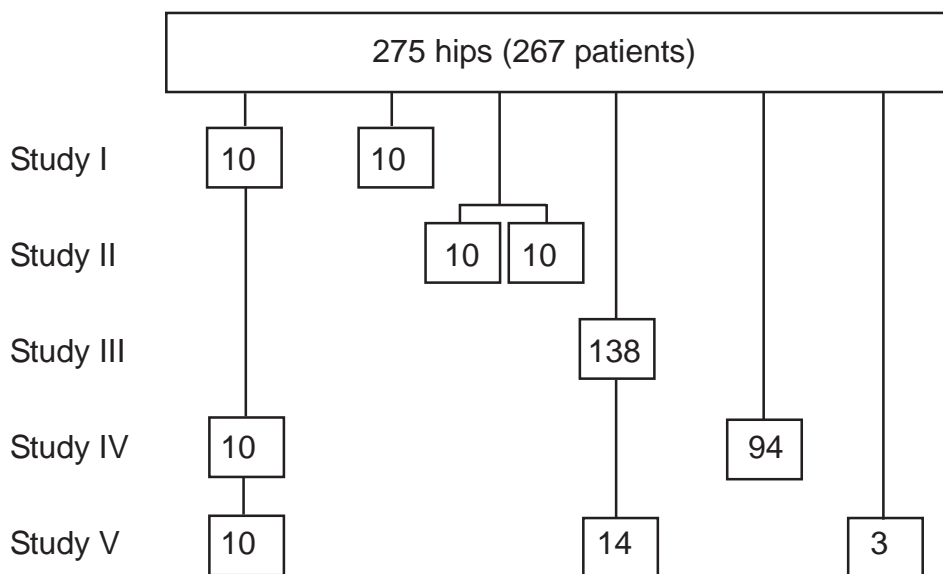 275 hips (267 patients)
Study I 10 10
Study II 10 10
Study III 138
Study IV 10 94
Study V 10 14 3